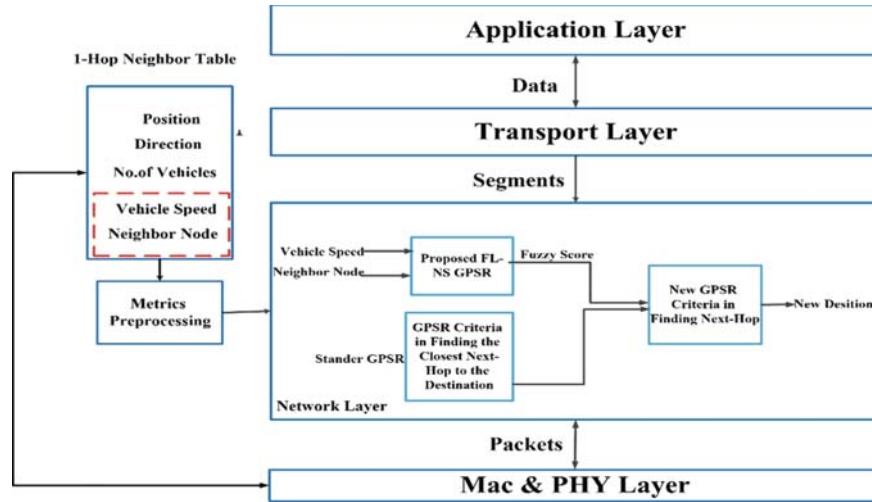 Application Layer
1-Hop Neighbor Table
Data
Position
Direction
No.of Vehicles
Vehicle Speed
Neighbor Node
Transport Layer
Segments
Metrics
Preprocessing
Vehicle Speed
Neighbor Node
Proposed FL-
NS GPSR
Fuzzy Score
New GPSR
Criteria in
Finding Next-Hop
New Desition
Stander GPSR
GPSR Criteria
in Finding the
Closest Next-
Hop to the
Destination
Network Layer
Packets
Mac & PHY Layer